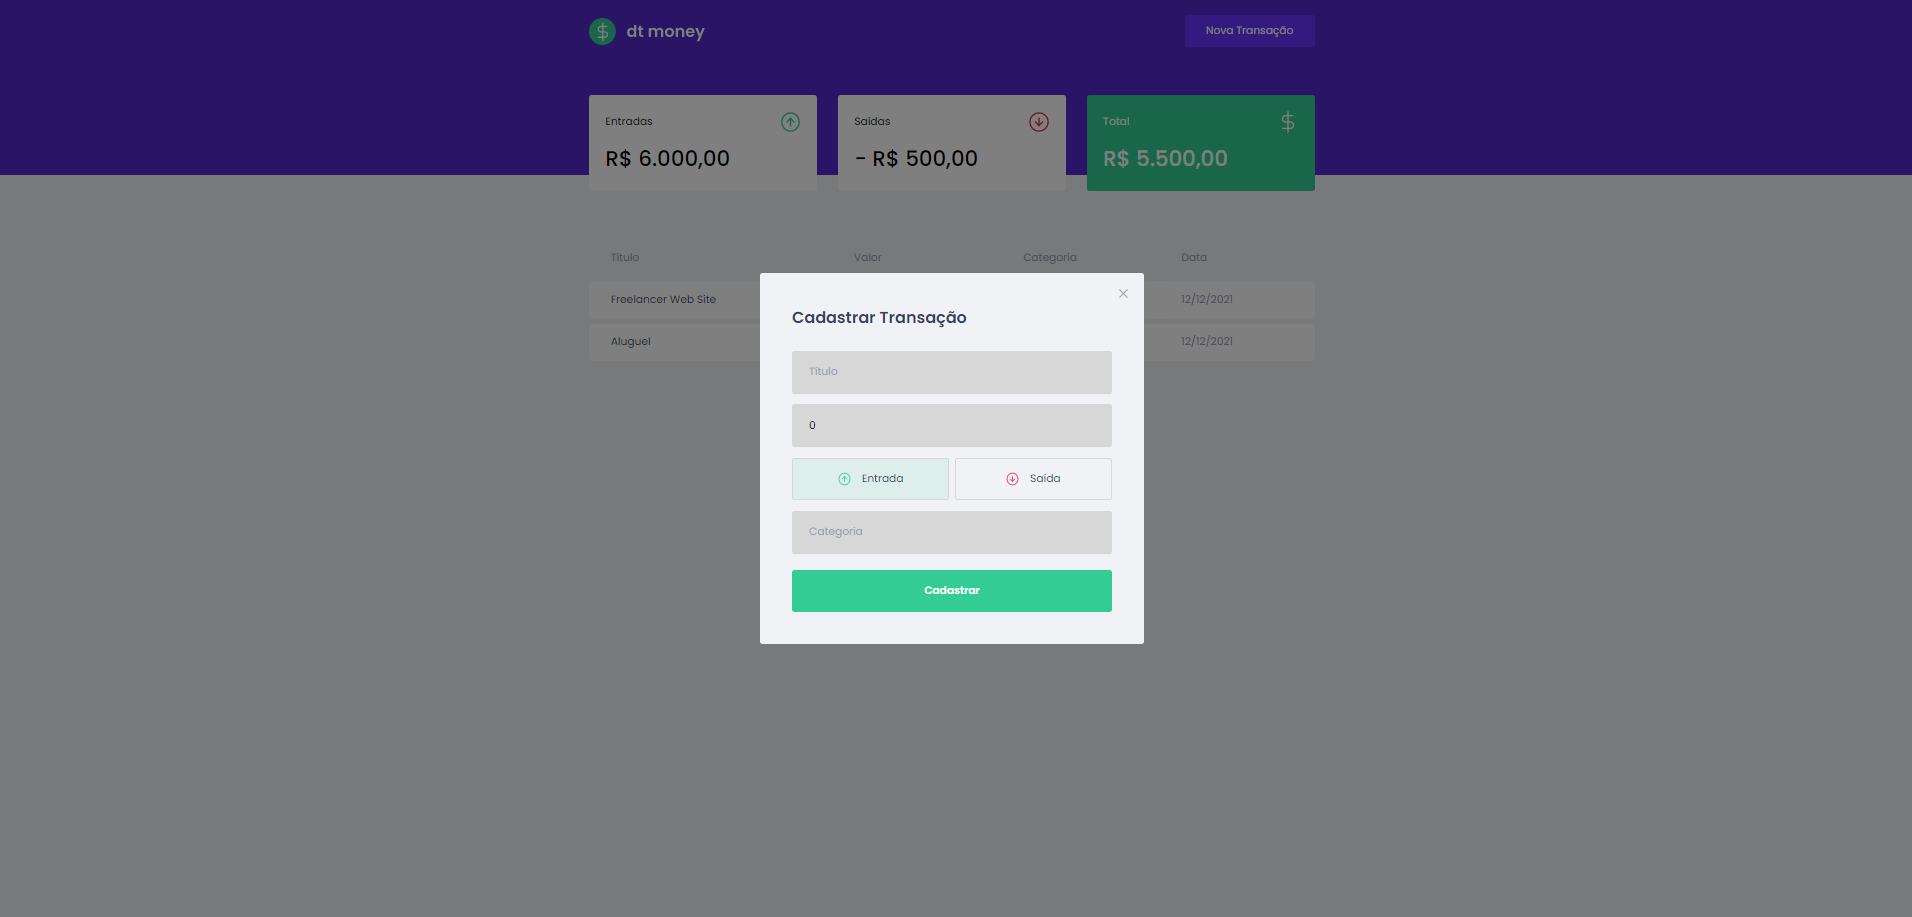 dt money
Nova Transação
Entradas
R$ 6.000,00
Saídas
- R$ 500,00
Total
R$ 5.500,00
Título Valor Categoria Data
Freelancer Web Site 12/12/2021
Aluguel 12/12/2021
Cadastrar Transação
Título
0
Entrada Saída
Categoria
Cadastrar